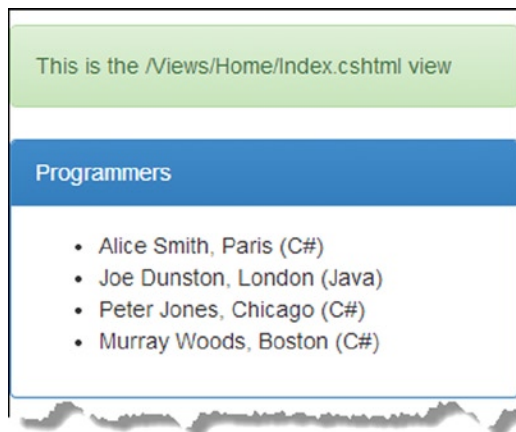 This is the /Views/Home/Index.cshtml view
Programmers
• Alice Smith, Paris (C#)
• Joe Dunston, London (Java)
• Peter Jones, Chicago (C#)
• Murray Woods, Boston (C#)